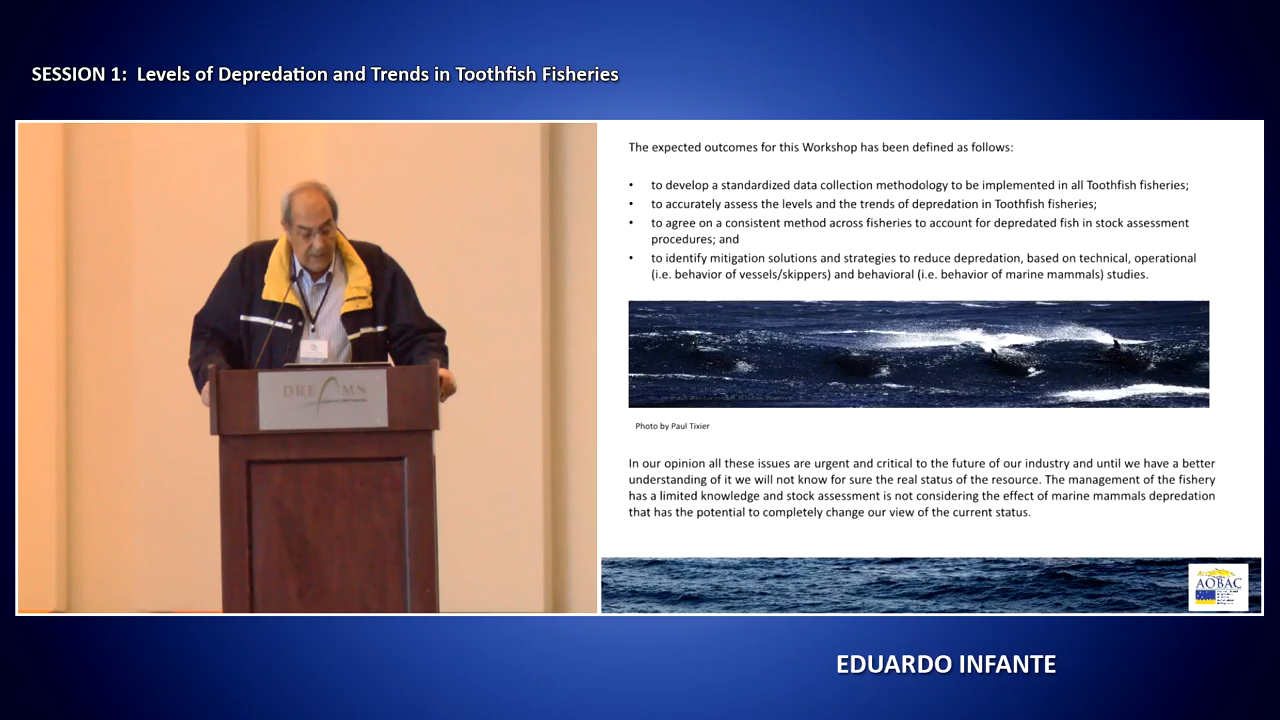 SESSION 1: Levels of Depredation and Trends in Toothfish Fisheries
The expected outcomes for this Workshop has been defined as follows:
• to develop a standardized data collection methodology to be implemented in all Toothfish fisheries;
• to accurately assess the levels and the trends of depredation in Toothfish fisheries;
• to agree on a consistent method across fisheries to account for depredated fish in stock assessment
procedures; and
• to identify mitigation solutions and strategies to reduce depredation, based on technical, operational
(i.e. behavior of vessels/skippers) and behavioral (i.e. behavior of marine mammals) studies.
DREAMS
Photo by Paul Tixier
In our opinion all these issues are urgent and critical to the future of our industry and until we have a better
understanding of it we will not know for sure the real status of the resource. The management of the fishery
has a limited knowledge and stock assessment is not considering the effect of marine mammals depredation
that has the potential to completely change our view of the current status.
AOBAC
EDUARDO INFANTE